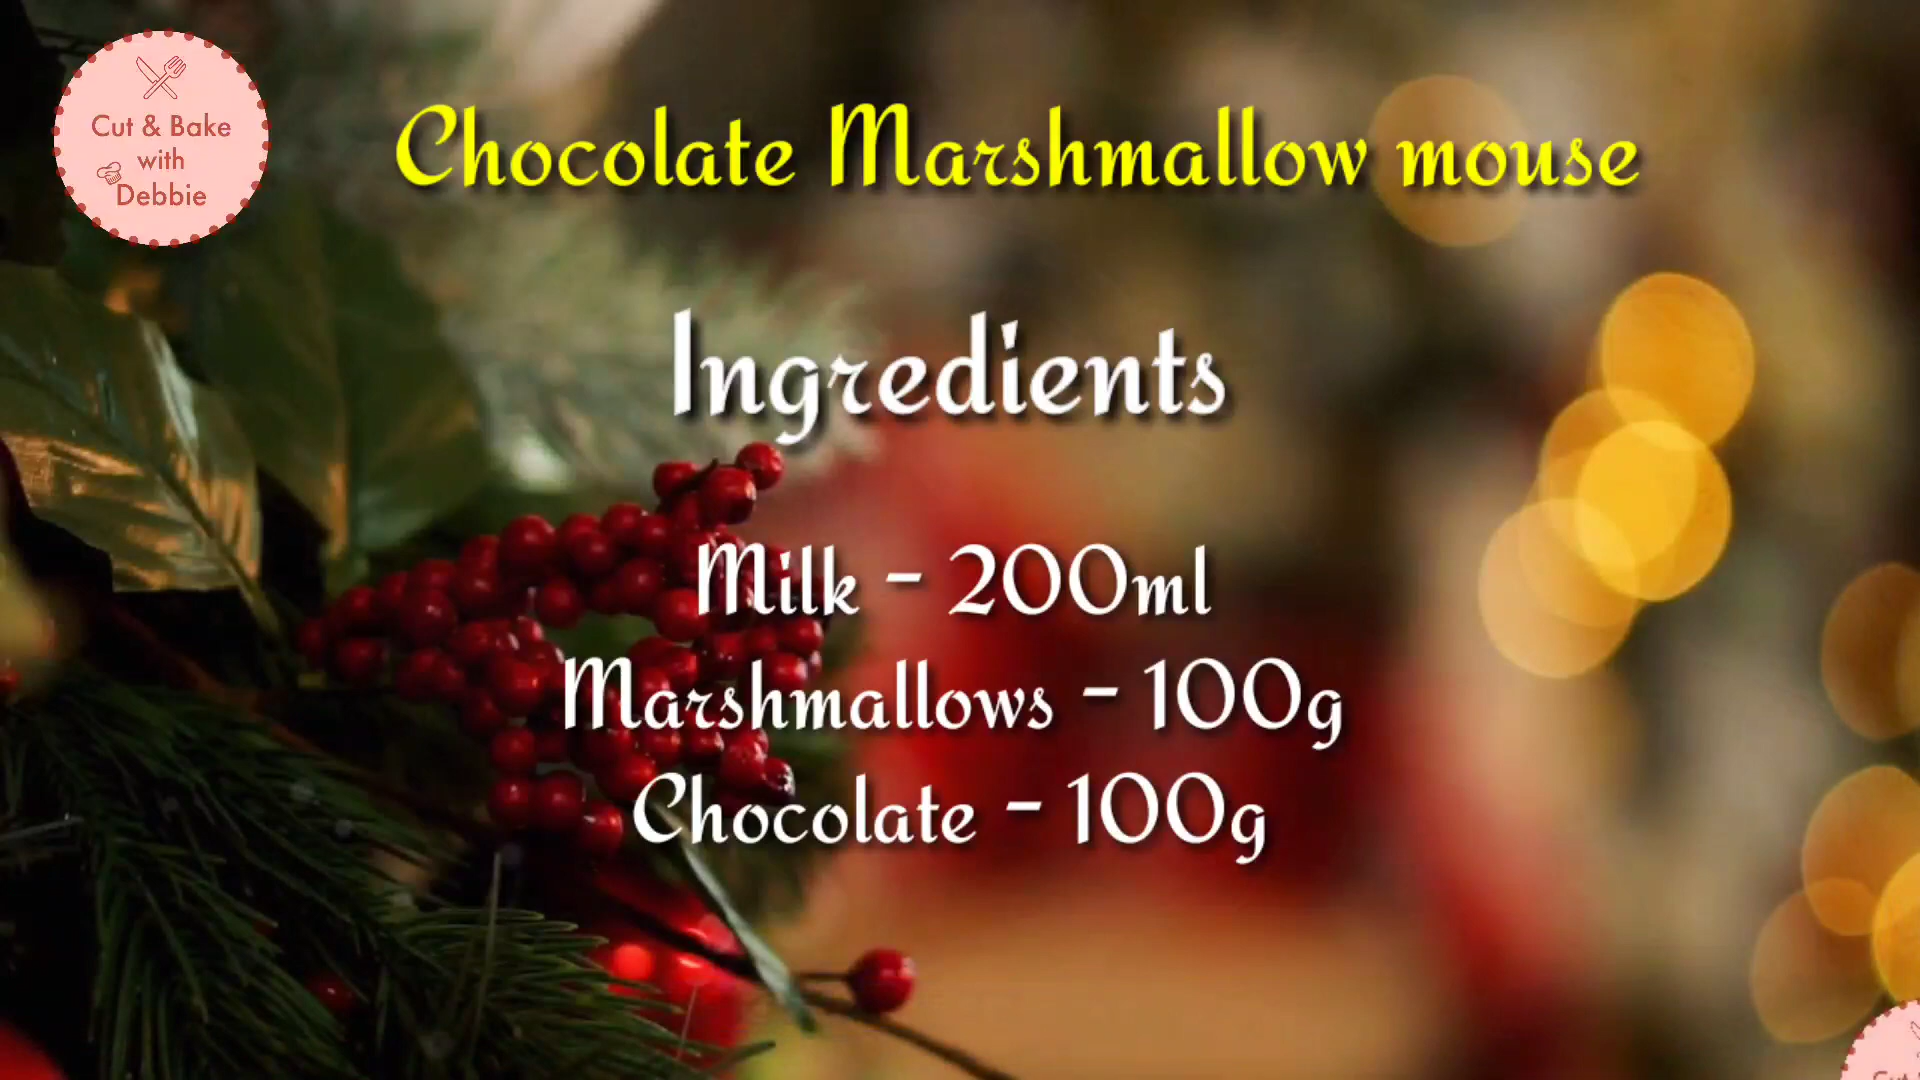 Cut & Bake
with
Debbie
Chocolate Marshmallow mouse
Ingredients
Milk - 200ml
Marshmallows - 100g
Chocolate - 100g